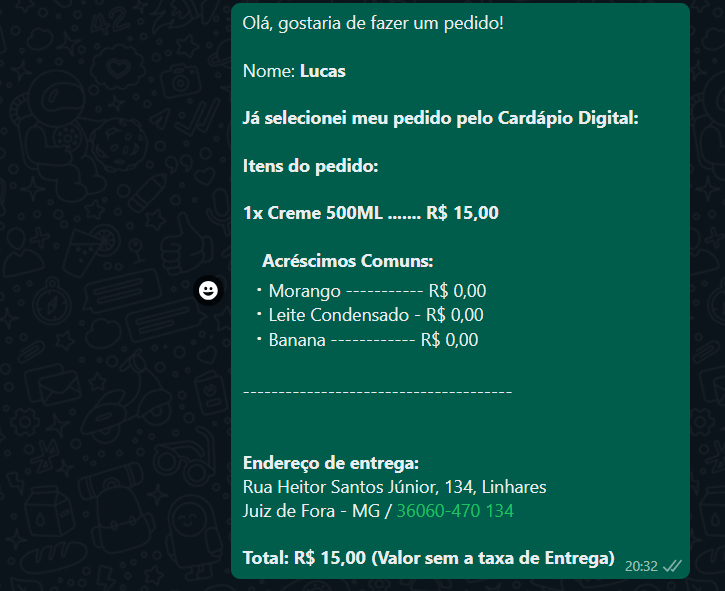 Olá, gostaria de fazer um pedido!
Nome: Lucas
Já selecionei meu pedido pelo Cardápio Digital:
Itens do pedido:
1x Creme 500ML ....... R$ 15,00
Acréscimos Comuns:
· Morango ----------- R$ 0,00
· Leite Condensado - R$ 0,00
· Banana ------------ R$ 0,00
--------------------------------------
Endereço de entrega:
Rua Heitor Santos Júnior, 134, Linhares
Juiz de Fora - MG / 36060-470 134
Total: R$ 15,00 (Valor sem a taxa de Entrega)
20:32